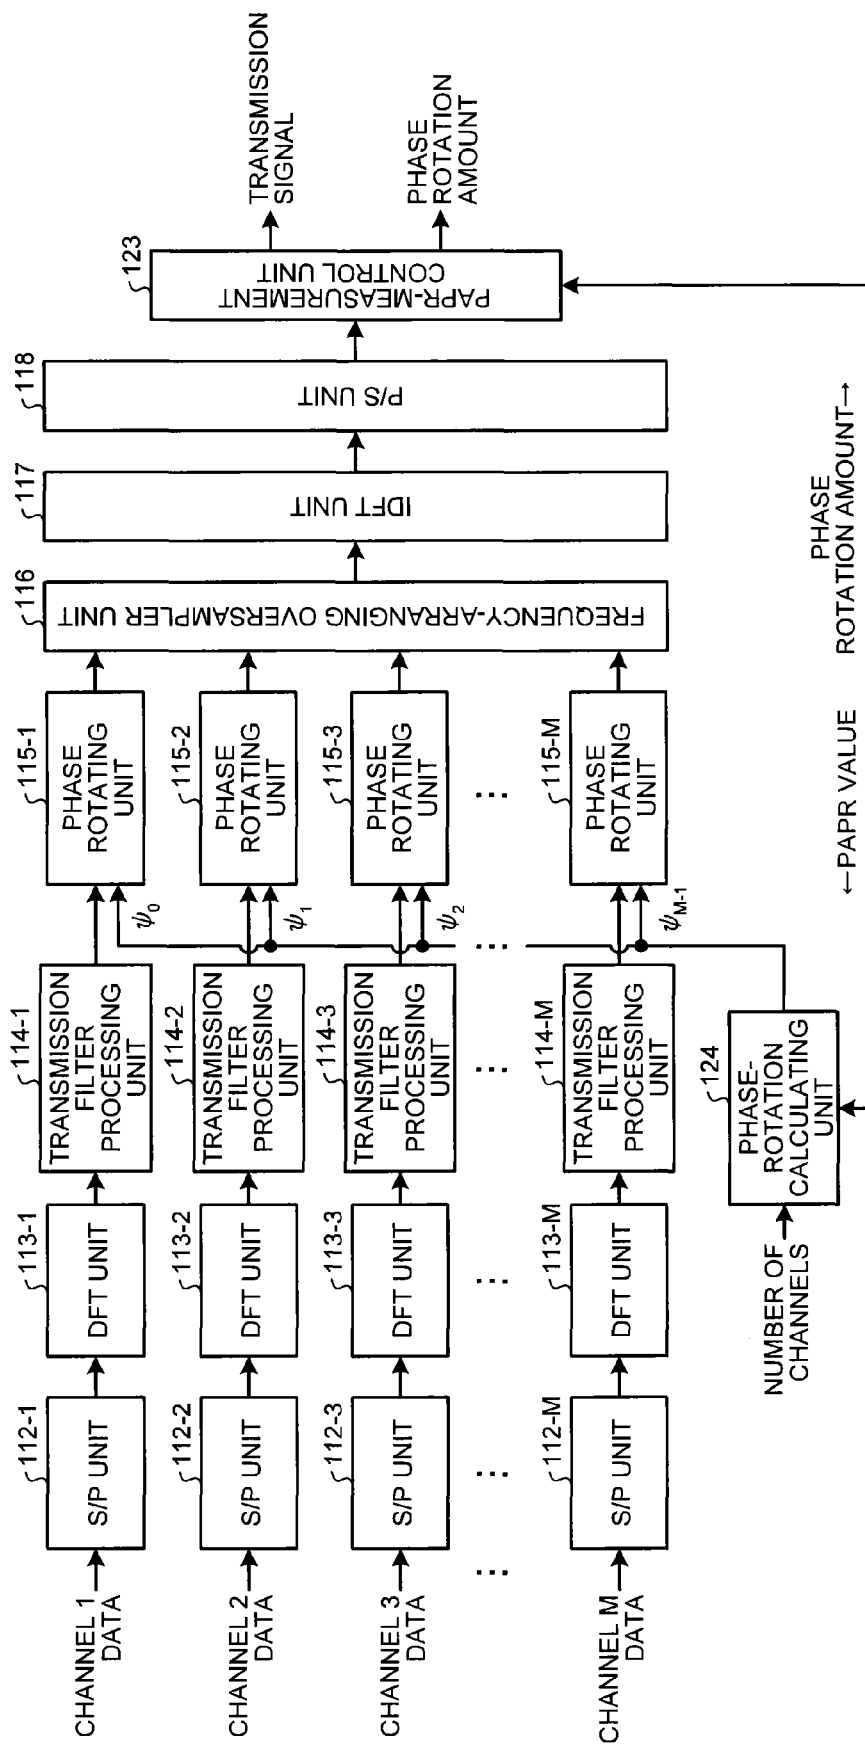 CHANNEL 1
DATA
112-1
S/P UNIT
113-1
DFT UNIT
114-1
TRANSMISSION
FILTER
PROCESSING
UNIT
ψ0
115-1
PHASE
ROTATING
UNIT
CHANNEL 2
DATA
112-2
S/P UNIT
113-2
DFT UNIT
114-2
TRANSMISSION
FILTER
PROCESSING
UNIT
ψ1
115-2
PHASE
ROTATING
UNIT
CHANNEL 3
DATA
112-3
S/P UNIT
113-3
DFT UNIT
114-3
TRANSMISSION
FILTER
PROCESSING
UNIT
ψ2
115-3
PHASE
ROTATING
UNIT
...
...
...
...
...
...
CHANNEL M
DATA
112-M
S/P UNIT
113-M
DFT UNIT
114-M
TRANSMISSION
FILTER
PROCESSING
UNIT
ψM-1
115-M
PHASE
ROTATING
UNIT
116
FREQUENCY-ARRANGING OVERSAMPLER UNIT
117
IDFT UNIT
118
P/S UNIT
123
PAPR-MEASUREMENT
CONTROL UNIT
TRANSMISSION
SIGNAL
PHASE
ROTATION
AMOUNT
NUMBER OF
CHANNELS
124
PHASE-
ROTATION
CALCULATING
UNIT
←PAPR VALUE
PHASE
ROTATION AMOUNT→